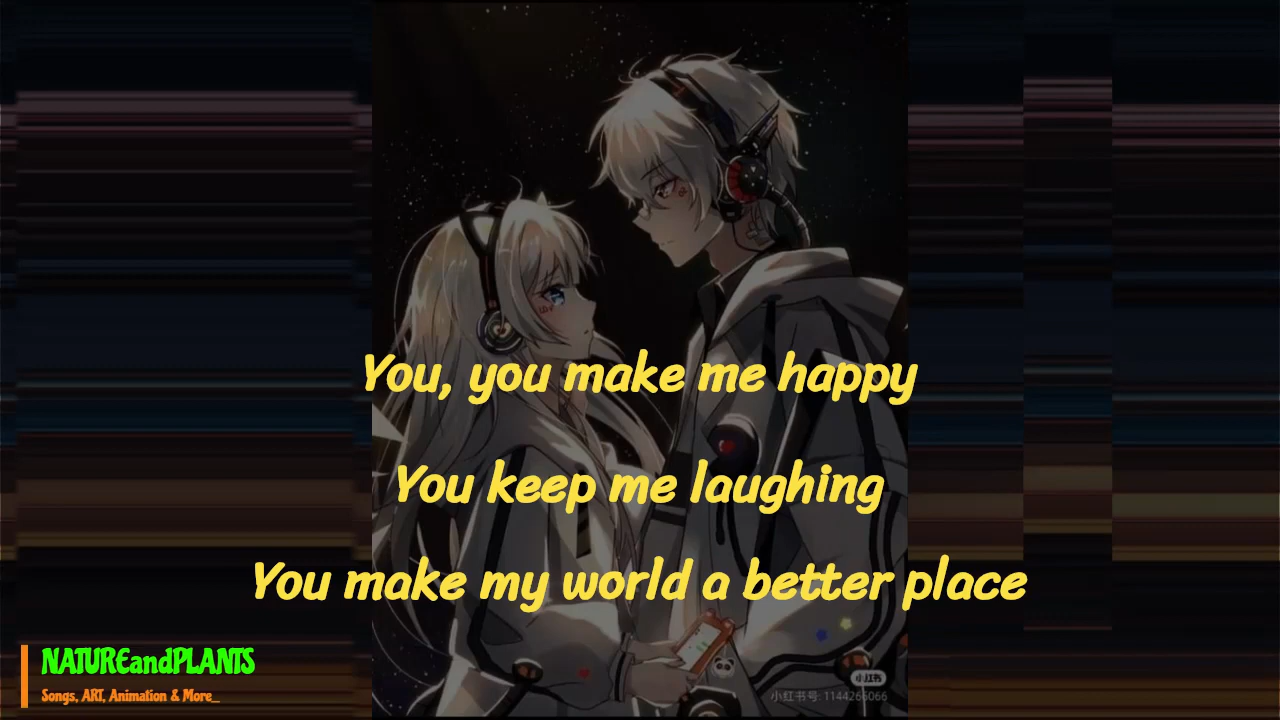 You, you make me happy
You keep me laughing
You make my world a better place
NATUREandPLANTS
Songs, ART, Animation & More_
小红书
小红书号: 1144266066